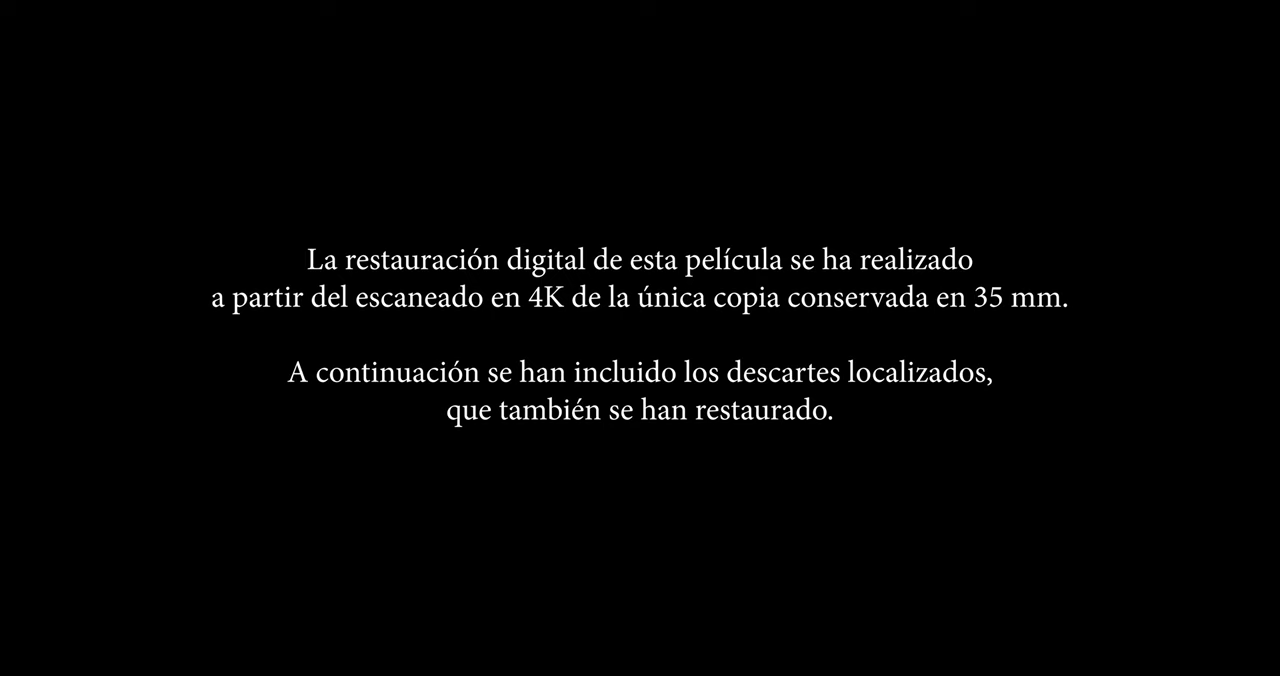 La restauración digital de esta película se ha realizado
a partir del escaneado en 4K de la única copia conservada en 35 mm.
A continuación se han incluido los descartes localizados,
que también se han restaurado.